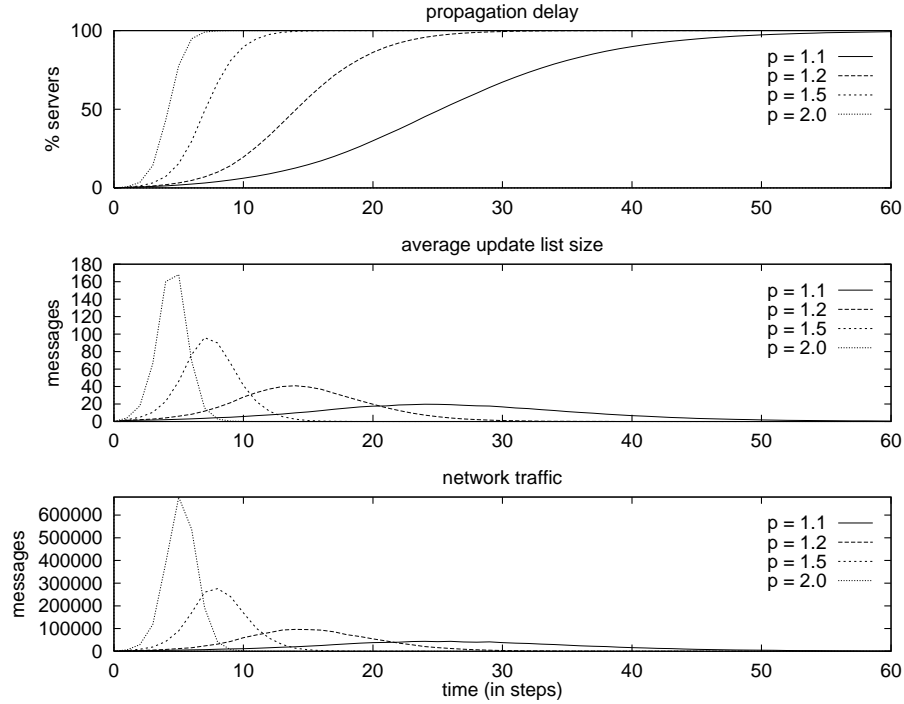 propagation delay
100
50
0
% servers
p = 1.1
p = 1.2
p = 1.5
p = 2.0
0 10 20 30 40 50 60
average update list size
180
160
140
120
100
80
60
40
20
0
messages
p = 1.1
p = 1.2
p = 1.5
p = 2.0
0 10 20 30 40 50 60
network traffic
600000
500000
400000
300000
200000
100000
0
messages
p = 1.1
p = 1.2
p = 1.5
p = 2.0
0 10 20 30 40 50 60
time (in steps)